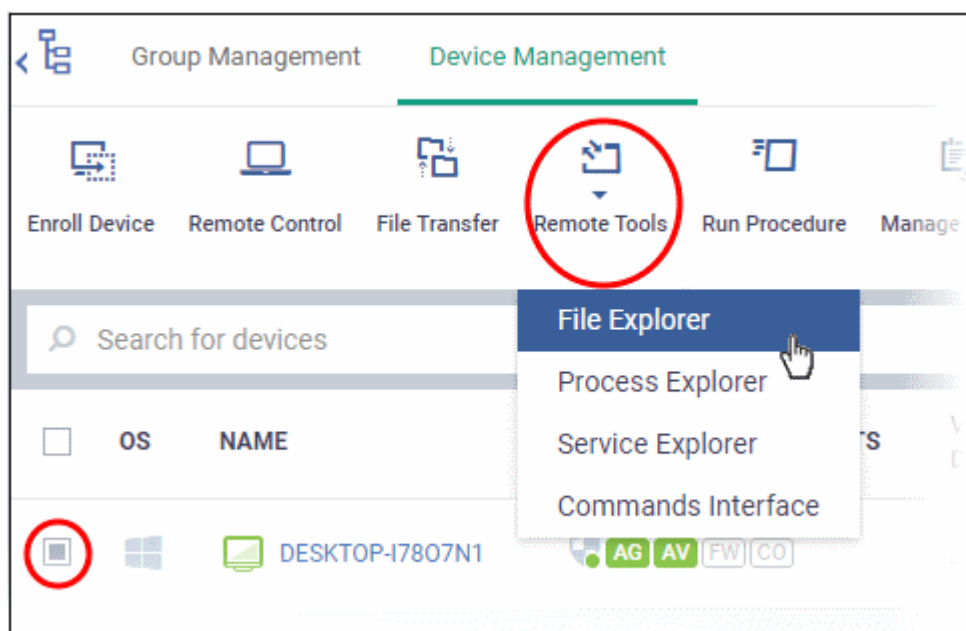 Group Management Device Management
Enroll Device Remote Control File Transfer Remote Tools Run Procedure Manage
File Explorer
Search for devices
Process Explorer
OS NAME Service Explorer TS
Commands Interface
DESKTOP-I78O7N1 AG AV FW CO